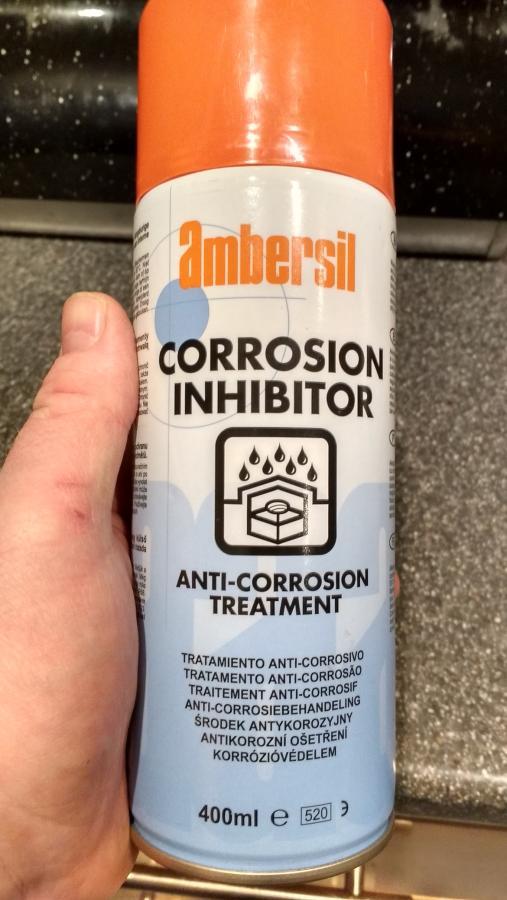 ambersil
CORROSION
INHIBITOR
ANTI-CORROSION
TREATMENT
TRATAMIENTO ANTI-CORROSIVO
TRATAMENTO ANTI-CORROSÃO
TRAITEMENT ANTI-CORROSIF
ANTI-CORROSIEBEHANDELING
ŚRODEK ANTYKOROZYJNY
ANTIKOROZNÍ OŠETŘENÍ
KORRÓZIÓVÉDELEM
400ml ℮ 520 ɘ